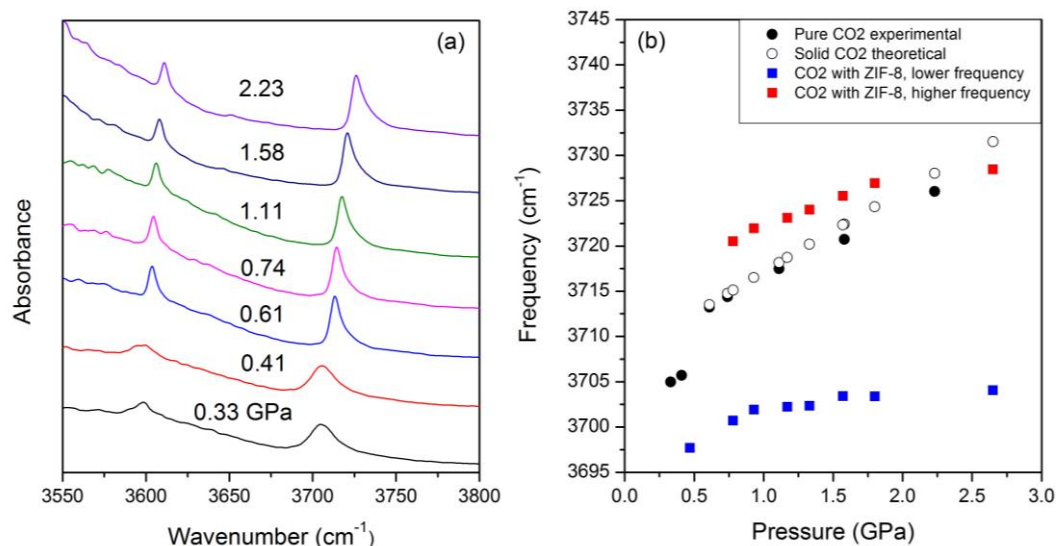 (a)
2.23
1.58
1.11
0.74
0.61
0.41
0.33 GPa
Absorbance
3550 3600 3650 3700 3750 3800
Wavenumber (cm-1)
(b)
Pure CO2 experimental
Solid CO2 theoretical
CO2 with ZIF-8, lower frequency
CO2 with ZIF-8, higher frequency
3745
3740
3735
3730
3725
3720
3715
3710
3705
3700
3695
Frequency (cm-1)
0.0 0.5 1.0 1.5 2.0 2.5 3.0
Pressure (GPa)